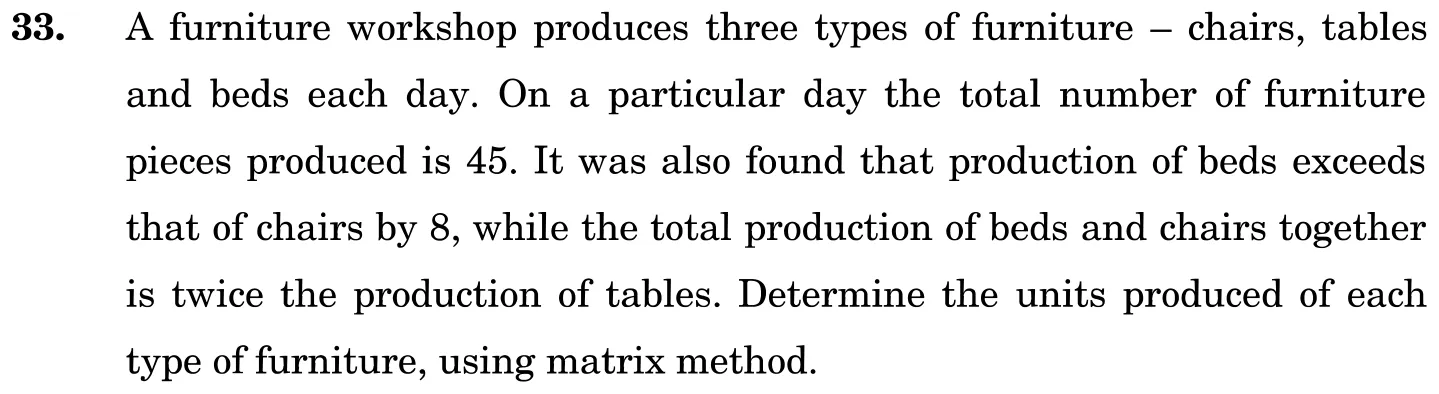 33. A furniture workshop produces three types of furniture – chairs, tables
and beds each day. On a particular day the total number of furniture
pieces produced is 45. It was also found that production of beds exceeds
that of chairs by 8, while the total production of beds and chairs together
is twice the production of tables. Determine the units produced of each
type of furniture, using matrix method.